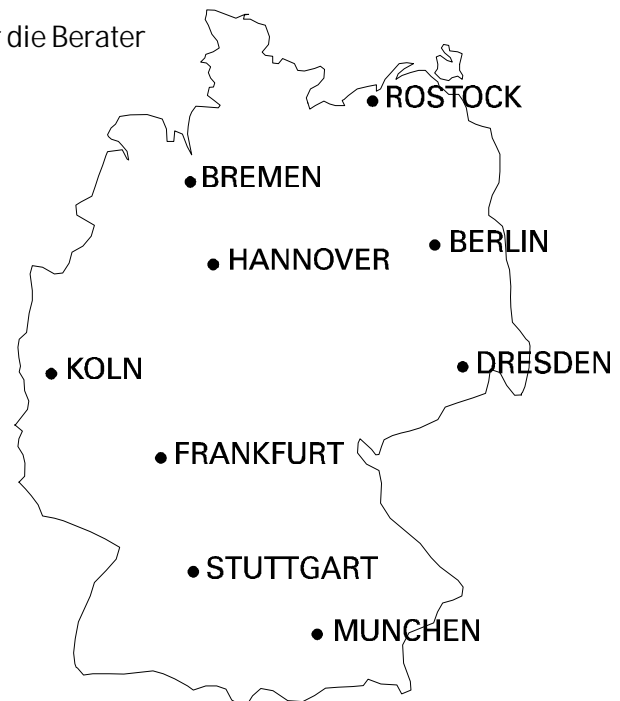 die Berater
ROSTOCK
BREMEN
BERLIN
HANNOVER
KOLN
DRESDEN
FRANKFURT
STUTTGART
MUNCHEN